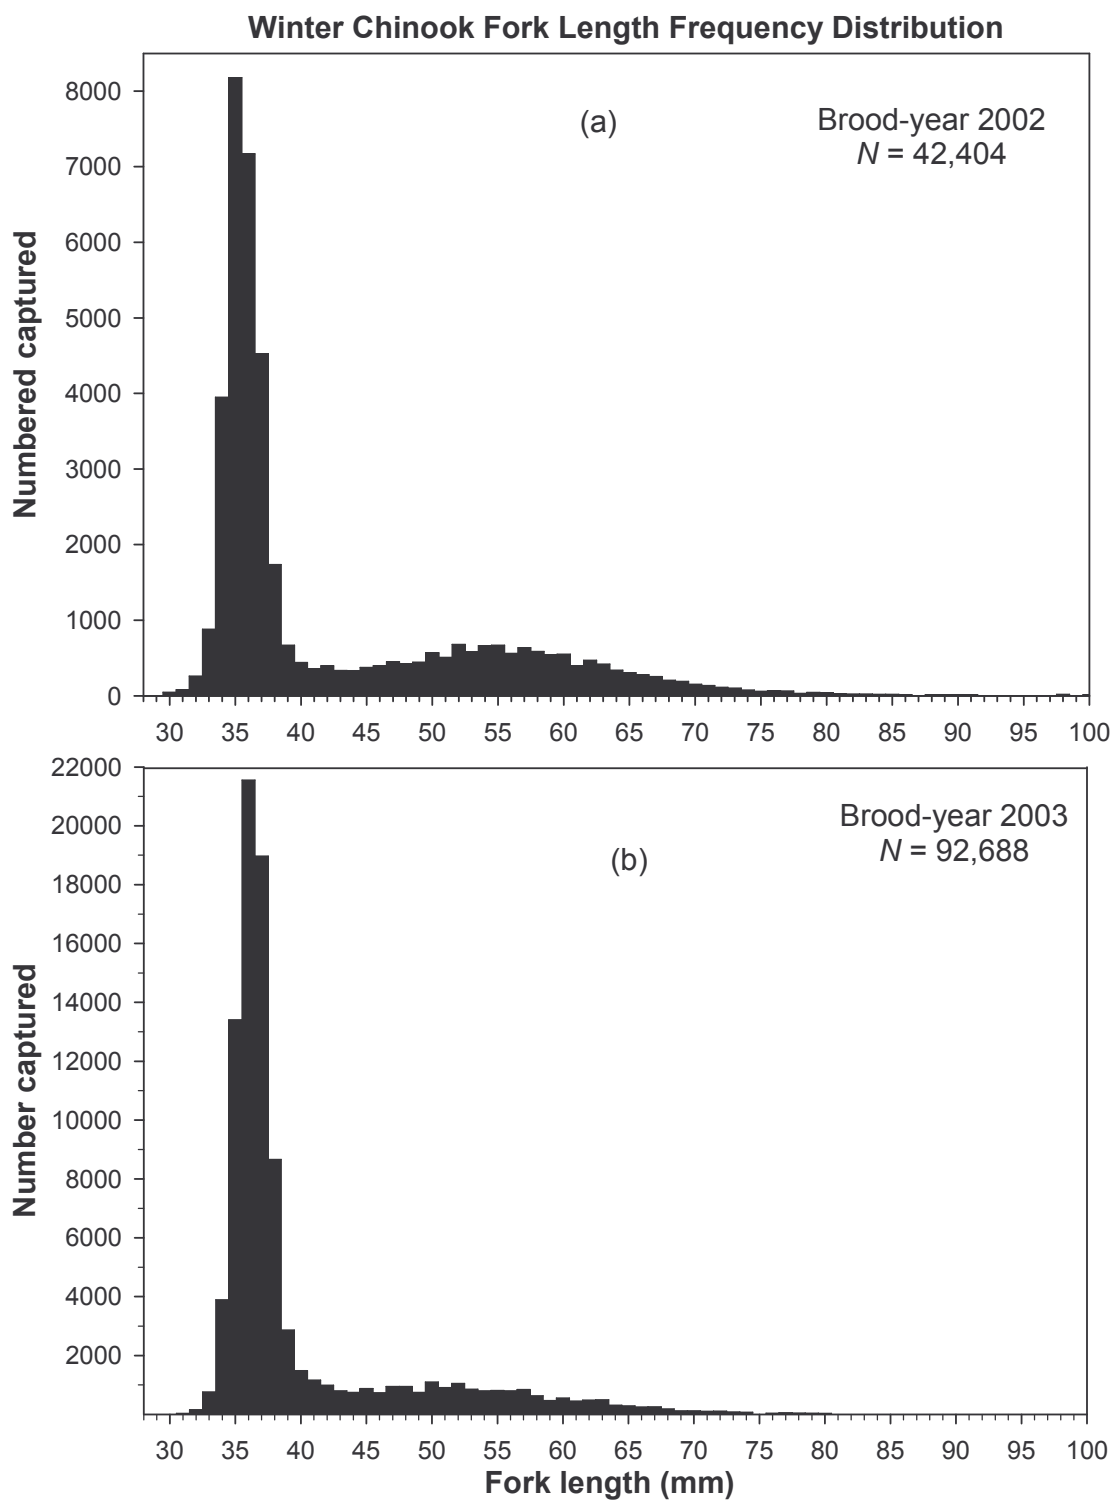 Winter Chinook Fork Length Frequency Distribution
8000
7000
6000
5000
4000
3000
2000
1000
0
Numbered captured
(a)
Brood-year 2002
N = 42,404
30 35 40 45 50 55 60 65 70 75 80 85 90 95 100
22000
20000
18000
16000
14000
12000
10000
8000
6000
4000
2000
Number captured
(b)
Brood-year 2003
N = 92,688
30 35 40 45 50 55 60 65 70 75 80 85 90 95 100
Fork length (mm)